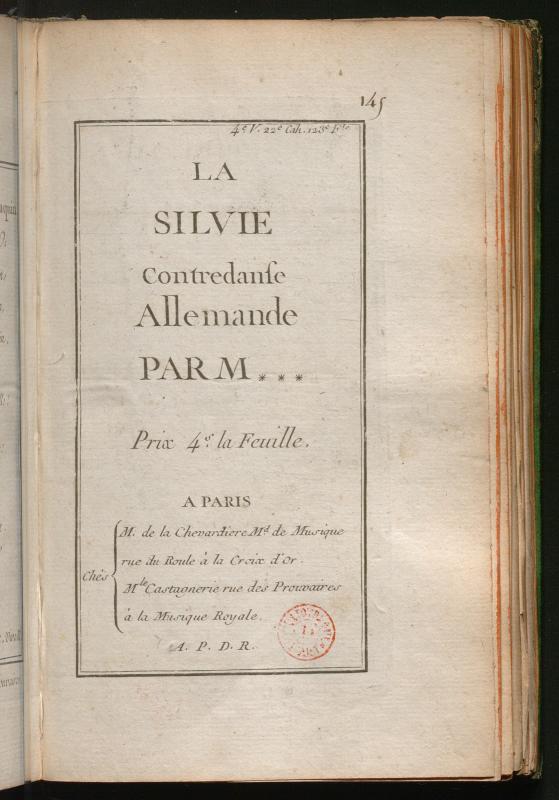 145
4ᵉ V. 22ᵉ Cah. 123ᵉ Fˡᵉ
LA
SILVIE
Contredanſe
Allemande
PAR M ***
Prix 4ˢ la Feuille.
A PARIS
Chés
M. de la Chevardiere Mᵈ de Musique
rue du Roule à la Croix d'Or.
Mˡᵉ Castagnerie rue des Prouvaires
à la Musique Royale.
A. P. D. R.